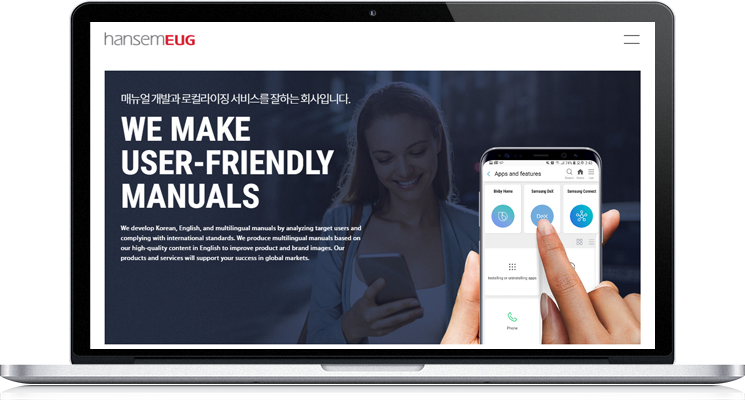 hansemEUG
매뉴얼 개발과 로컬라이징 서비스를 잘하는 회사입니다.
WE MAKE
USER-FRIENDLY
MANUALS
We develop Korean, English, and multilingual manuals by analyzing target users and
complying with international standards. We produce multilingual manuals based on
our high-quality content in English to improve product and brand images. Our
products and services will support your success in global markets.
Apps and features
Bixby Home
Samsung DeX
Samsung Connect
DeX
Installing or uninstalling apps
Phone